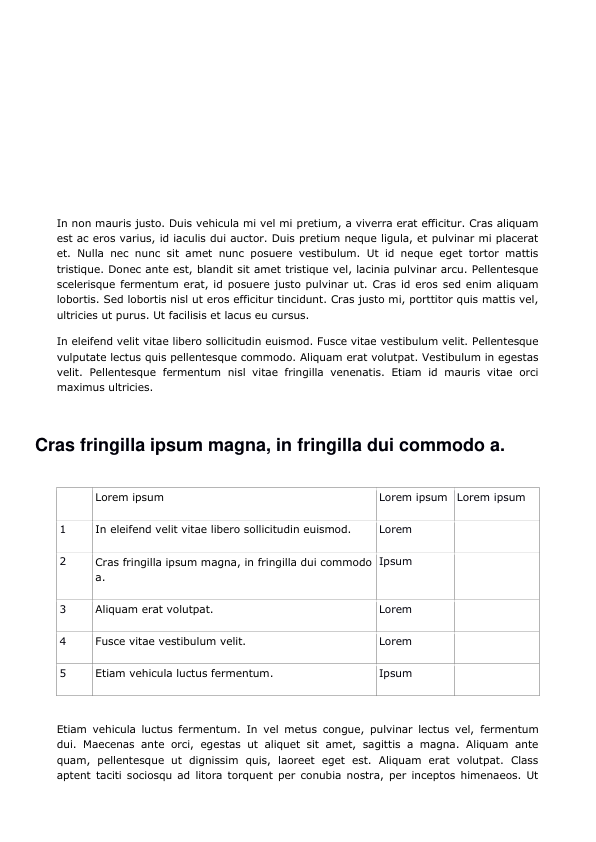 In non mauris justo. Duis vehicula mi vel mi pretium, a viverra erat efficitur. Cras aliquam
est ac eros varius, id iaculis dui auctor. Duis pretium neque ligula, et pulvinar mi placerat
et. Nulla nec nunc sit amet nunc posuere vestibulum. Ut id neque eget tortor mattis
tristique. Donec ante est, blandit sit amet tristique vel, lacinia pulvinar arcu. Pellentesque
scelerisque fermentum erat, id posuere justo pulvinar ut. Cras id eros sed enim aliquam
lobortis. Sed lobortis nisl ut eros efficitur tincidunt. Cras justo mi, porttitor quis mattis vel,
ultricies ut purus. Ut facilisis et lacus eu cursus.
In eleifend velit vitae libero sollicitudin euismod. Fusce vitae vestibulum velit. Pellentesque
vulputate lectus quis pellentesque commodo. Aliquam erat volutpat. Vestibulum in egestas
velit. Pellentesque fermentum nisl vitae fringilla venenatis. Etiam id mauris vitae orci
maximus ultricies.
Cras fringilla ipsum magna, in fringilla dui commodo a.
Lorem ipsum Lorem ipsum Lorem ipsum
1 In eleifend velit vitae libero sollicitudin euismod. Lorem
2 Cras fringilla ipsum magna, in fringilla dui commodo Ipsum
a.
3 Aliquam erat volutpat. Lorem
4 Fusce vitae vestibulum velit. Lorem
5 Etiam vehicula luctus fermentum. Ipsum
Etiam vehicula luctus fermentum. In vel metus congue, pulvinar lectus vel, fermentum
dui. Maecenas ante orci, egestas ut aliquet sit amet, sagittis a magna. Aliquam ante
quam, pellentesque ut dignissim quis, laoreet eget est. Aliquam erat volutpat. Class
aptent taciti sociosqu ad litora torquent per conubia nostra, per inceptos himenaeos. Ut